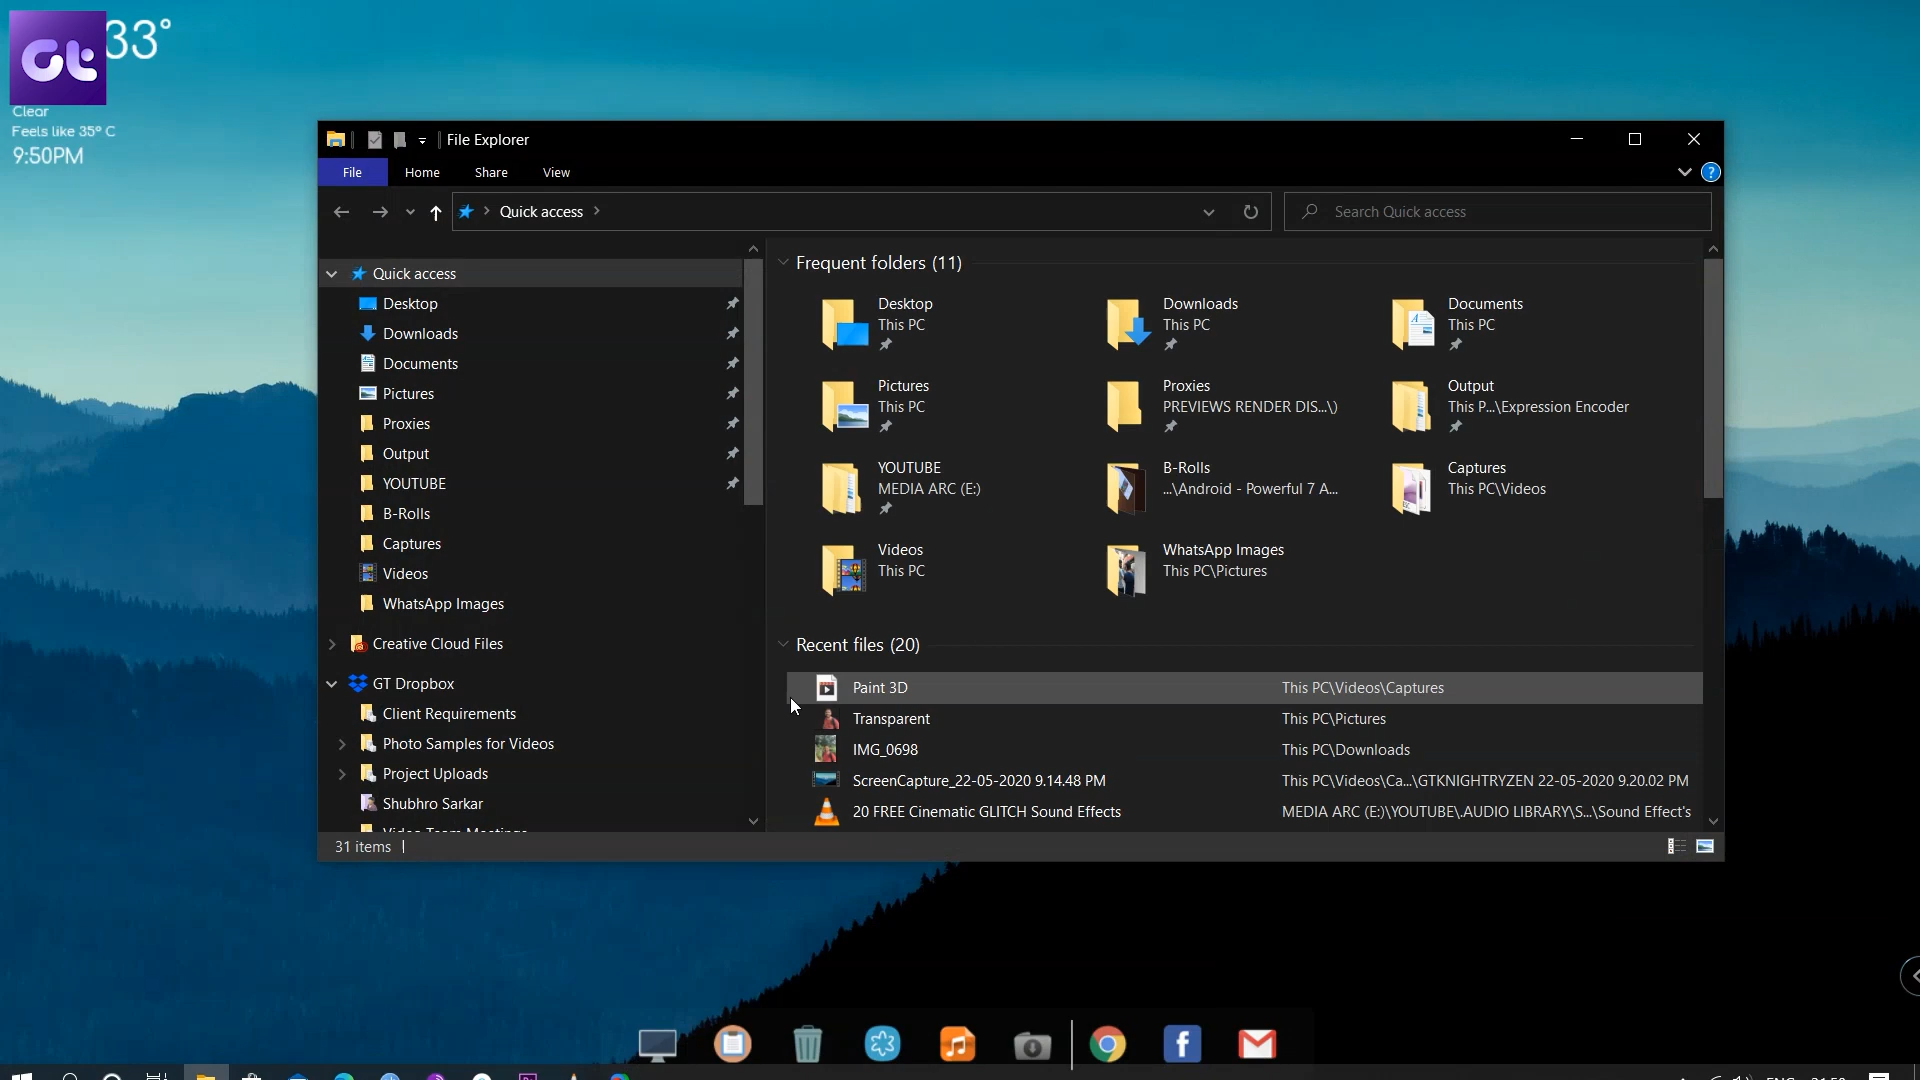 Gt
33°
Clear
Feels like 35° C
9:50PM
File Explorer
File Home Share View
Quick access
Search Quick access
Quick access
Desktop
Downloads
Documents
Pictures
Proxies
Output
YOUTUBE
B-Rolls
Captures
Videos
WhatsApp Images
Creative Cloud Files
GT Dropbox
Client Requirements
Photo Samples for Videos
Project Uploads
Shubhro Sarkar
Video Team Meetings
Frequent folders (11)
Desktop
This PC
Downloads
This PC
Documents
This PC
Pictures
This PC
Proxies
PREVIEWS RENDER DIS...\)
Output
This P...\Expression Encoder
YOUTUBE
MEDIA ARC (E:)
B-Rolls
...\Android - Powerful 7 A...
Captures
This PC\Videos
Videos
This PC
WhatsApp Images
This PC\Pictures
Recent files (20)
Paint 3D This PC\Videos\Captures
Transparent This PC\Pictures
IMG_0698 This PC\Downloads
ScreenCapture_22-05-2020 9.14.48 PM This PC\Videos\Ca...\GTKNIGHTRYZEN 22-05-2020 9.20.02 PM
20 FREE Cinematic GLITCH Sound Effects MEDIA ARC (E:)\YOUTUBE\.AUDIO LIBRARY\S...\Sound Effect's
31 items